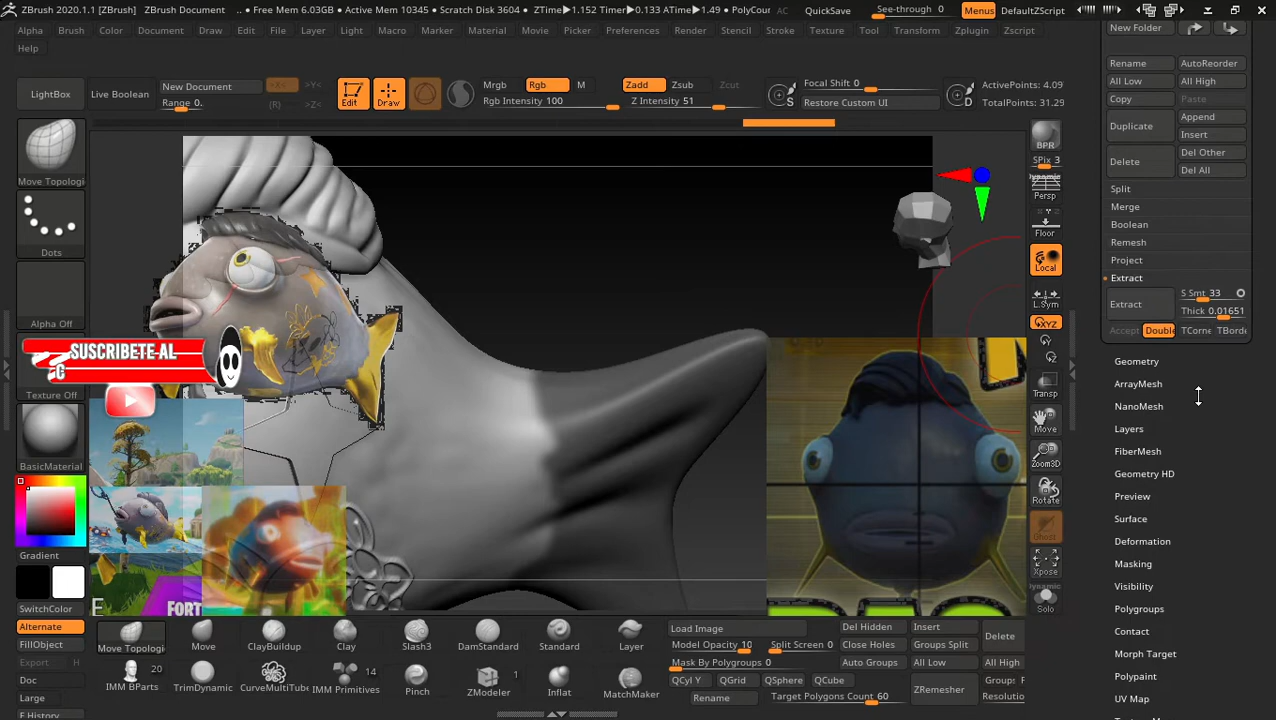 ZBrush 2020.1.1 [ZBrush] ZBrush Document .. ● Free Mem 6.03GB ● Active Mem 10345 ● Scratch Disk 3604 ● ZTime▸1.152 Timer▸0.133 ATime▸1.49 ● PolyCour AC QuickSave See-through 0 Menus DefaultZScript
Alpha Brush Color Document Draw Edit File Layer Light Macro Marker Material Movie Picker Preferences Render Stencil Stroke Texture Tool Transform Zplugin Zscript
Help
LightBox Live Boolean New Document >X< >Y< Edit Draw Mrgb Rgb M Zadd Zsub Zcut Focal Shift 0 ActivePoints: 4.09
Range 0. (R) >Z< Rgb Intensity 100 Z Intensity 51 S Restore Custom UI D TotalPoints: 31.29
Move Topologi
Dots
Alpha Off
Texture Off
BasicMaterial
Gradient
SwitchColor
Alternate
FillObject
Export H
Doc
Large
SUSCRIBETE AL
C
FORT
E
BPR
SPix 3
Dynamic
Persp
Floor
Local
L.Sym
XYZ
Transp
Move
Zoom3D
Rotate
Ghost
Xpose
Dynamic
Solo
New Folder
Rename AutoReorder
All Low All High
Copy Paste
Duplicate Append
Insert
Delete Del Other
Del All
Split
Merge
Boolean
Remesh
Project
Extract
Extract S Smt 33
Thick 0.01651
Accept Double TCorne TBorde
Geometry
ArrayMesh
NanoMesh
Layers
FiberMesh
Geometry HD
Preview
Surface
Deformation
Masking
Visibility
Polygroups
Contact
Morph Target
Polypaint
UV Map
Move Topologi Move ClayBuildup Clay Slash3 DamStandard Standard Layer
IMM BParts 20 TrimDynamic CurveMultiTube IMM Primitives 14 Pinch ZModeler 1 Inflat MatchMaker
Load Image Del Hidden Insert Delete
Model Opacity 10 Split Screen 0 Close Holes Groups Split
Mask By Polygroups 0 Auto Groups All Low All High
QCyl Y QGrid QSphere QCube ZRemesher Groups
Rename Target Polygons Count 60 Resolution